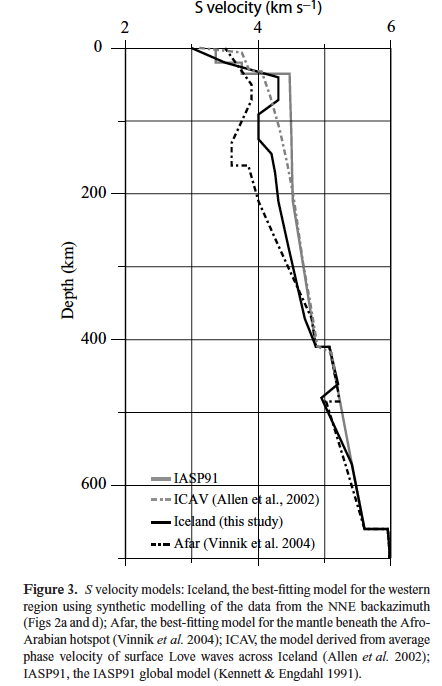 S velocity (km s−1)
2 4 6
0
200
400
600
Depth (km)
IASP91
ICAV (Allen et al., 2002)
Iceland (this study)
Afar (Vinnik et al. 2004)
Figure 3. S velocity models: Iceland, the best-fitting model for the western
region using synthetic modelling of the data from the NNE backazimuth
(Figs 2a and d); Afar, the best-fitting model for the mantle beneath the Afro-
Arabian hotspot (Vinnik et al. 2004); ICAV, the model derived from average
phase velocity of surface Love waves across Iceland (Allen et al. 2002);
IASP91, the IASP91 global model (Kennett & Engdahl 1991).